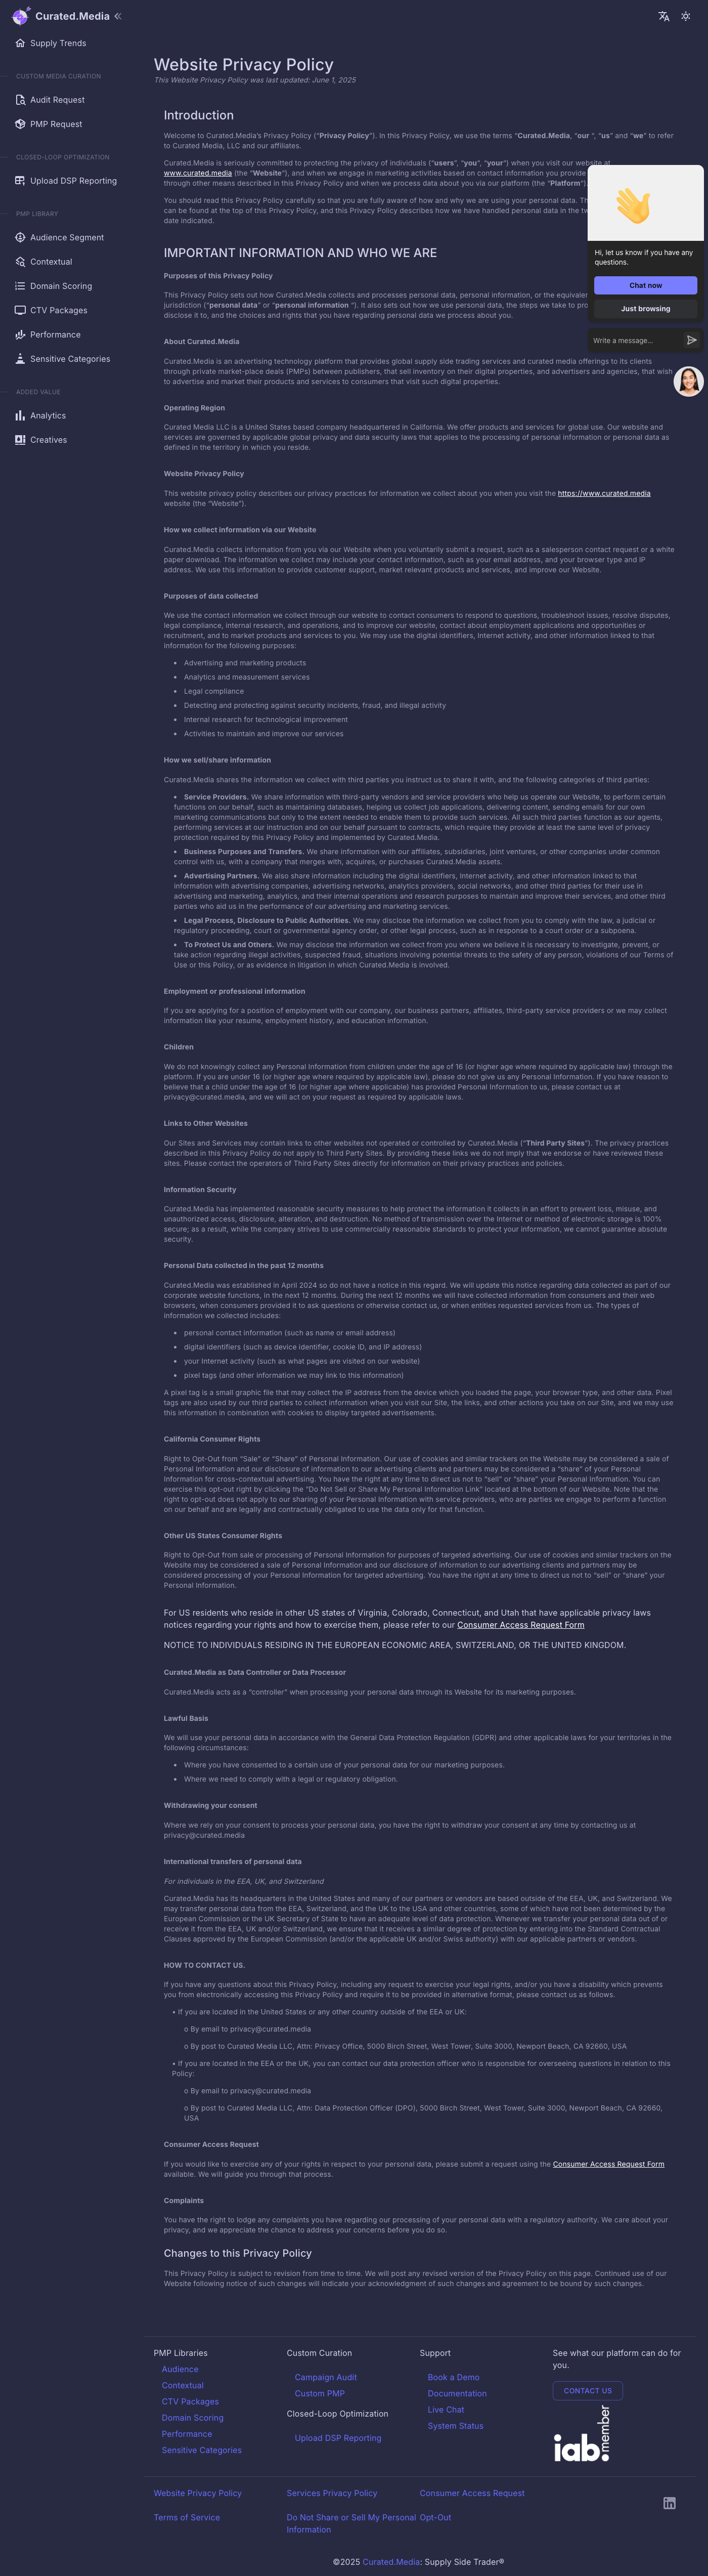 Curated.Media
Supply Trends
CUSTOM MEDIA CURATION
Audit Request
PMP Request
CLOSED-LOOP OPTIMIZATION
Upload DSP Reporting
PMP LIBRARY
Audience Segment
Contextual
Domain Scoring
CTV Packages
Performance
Sensitive Categories
ADDED VALUE
Analytics
Creatives
Website Privacy Policy
This Website Privacy Policy was last updated: June 1, 2025
Introduction
Welcome to Curated.Media’s Privacy Policy (“Privacy Policy”). In this Privacy Policy, we use the terms “Curated.Media, “our “, “us” and “we” to refer
to Curated Media, LLC and our affiliates.
Curated.Media is seriously committed to protecting the privacy of individuals (“users”, “you”, “your”) when you visit our website at
www.curated.media (the “Website”), and when we engage in marketing activities based on contact information you provide
through other means described in this Privacy Policy and when we process data about you via our platform (the “Platform”).
You should read this Privacy Policy carefully so that you are fully aware of how and why we are using your personal data. Th
can be found at the top of this Privacy Policy, and this Privacy Policy describes how we have handled personal data in the tw
date indicated.
Hi, let us know if you have any
questions.
Chat now
Just browsing
Write a message...
IMPORTANT INFORMATION AND WHO WE ARE
Purposes of this Privacy Policy
This Privacy Policy sets out how Curated.Media collects and processes personal data, personal information, or the equivalen
jurisdiction (“personal data” or “personal information “). It also sets out how we use personal data, the steps we take to pro
disclose it to, and the choices and rights that you have regarding personal data we process about you.
About Curated.Media
Curated.Media is an advertising technology platform that provides global supply side trading services and curated media offerings to its clients
through private market-place deals (PMPs) between publishers, that sell inventory on their digital properties, and advertisers and agencies, that wish
to advertise and market their products and services to consumers that visit such digital properties.
Operating Region
Curated Media LLC is a United States based company headquartered in California. We offer products and services for global use. Our website and
services are governed by applicable global privacy and data security laws that applies to the processing of personal information or personal data as
defined in the territory in which you reside.
Website Privacy Policy
This website privacy policy describes our privacy practices for information we collect about you when you visit the https://www.curated.media
website (the “Website”).
How we collect information via our Website
Curated.Media collects information from you via our Website when you voluntarily submit a request, such as a salesperson contact request or a white
paper download. The information we collect may include your contact information, such as your email address, and your browser type and IP
address. We use this information to provide customer support, market relevant products and services, and improve our Website.
Purposes of data collected
We use the contact information we collect through our website to contact consumers to respond to questions, troubleshoot issues, resolve disputes,
legal compliance, internal research, and operations, and to improve our website, contact about employment applications and opportunities or
recruitment, and to market products and services to you. We may use the digital identifiers, Internet activity, and other information linked to that
information for the following purposes:
• Advertising and marketing products
• Analytics and measurement services
• Legal compliance
• Detecting and protecting against security incidents, fraud, and illegal activity
• Internal research for technological improvement
• Activities to maintain and improve our services
How we sell/share information
Curated.Media shares the information we collect with third parties you instruct us to share it with, and the following categories of third parties:
• Service Providers. We share information with third-party vendors and service providers who help us operate our Website, to perform certain
functions on our behalf, such as maintaining databases, helping us collect job applications, delivering content, sending emails for our own
marketing communications but only to the extent needed to enable them to provide such services. All such third parties function as our agents,
performing services at our instruction and on our behalf pursuant to contracts, which require they provide at least the same level of privacy
protection required by this Privacy Policy and implemented by Curated.Media.
• Business Purposes and Transfers. We share information with our affiliates, subsidiaries, joint ventures, or other companies under common
control with us, with a company that merges with, acquires, or purchases Curated.Media assets.
• Advertising Partners. We also share information including the digital identifiers, Internet activity, and other information linked to that
information with advertising companies, advertising networks, analytics providers, social networks, and other third parties for their use in
advertising and marketing, analytics, and their internal operations and research purposes to maintain and improve their services, and other third
parties who aid us in the performance of our advertising and marketing services.
• Legal Process, Disclosure to Public Authorities. We may disclose the information we collect from you to comply with the law, a judicial or
regulatory proceeding, court or governmental agency order, or other legal process, such as in response to a court order or a subpoena.
• To Protect Us and Others. We may disclose the information we collect from you where we believe it is necessary to investigate, prevent, or
take action regarding illegal activities, suspected fraud, situations involving potential threats to the safety of any person, violations of our Terms of
Use or this Policy, or as evidence in litigation in which Curated.Media is involved.
Employment or professional information
If you are applying for a position of employment with our company, our business partners, affiliates, third-party service providers or we may collect
information like your resume, employment history, and education information.
Children
We do not knowingly collect any Personal Information from children under the age of 16 (or higher age where required by applicable law) through the
platform. If you are under 16 (or higher age where required by applicable law), please do not give us any Personal Information. If you have reason to
believe that a child under the age of 16 (or higher age where applicable) has provided Personal Information to us, please contact us at
privacy@curated.media, and we will act on your request as required by applicable laws.
Links to Other Websites
Our Sites and Services may contain links to other websites not operated or controlled by Curated.Media (“Third Party Sites”). The privacy practices
described in this Privacy Policy do not apply to Third Party Sites. By providing these links we do not imply that we endorse or have reviewed these
sites. Please contact the operators of Third Party Sites directly for information on their privacy practices and policies.
Information Security
Curated.Media has implemented reasonable security measures to help protect the information it collects in an effort to prevent loss, misuse, and
unauthorized access, disclosure, alteration, and destruction. No method of transmission over the Internet or method of electronic storage is 100%
secure; as a result, while the company strives to use commercially reasonable standards to protect your information, we cannot guarantee absolute
security.
Personal Data collected in the past 12 months
Curated.Media was established in April 2024 so do not have a notice in this regard. We will update this notice regarding data collected as part of our
corporate website functions, in the next 12 months. During the next 12 months we will have collected information from consumers and their web
browsers, when consumers provided it to ask questions or otherwise contact us, or when entities requested services from us. The types of
information we collected includes:
• personal contact information (such as name or email address)
• digital identifiers (such as device identifier, cookie ID, and IP address)
• your Internet activity (such as what pages are visited on our website)
• pixel tags (and other information we may link to this information)
A pixel tag is a small graphic file that may collect the IP address from the device which you loaded the page, your browser type, and other data. Pixel
tags are also used by our third parties to collect information when you visit our Site, the links, and other actions you take on our Site, and we may use
this information in combination with cookies to display targeted advertisements.
California Consumer Rights
Right to Opt-Out from “Sale” or “Share” of Personal Information. Our use of cookies and similar trackers on the Website may be considered a sale of
Personal Information and our disclosure of information to our advertising clients and partners may be considered a “share” of your Personal
Information for cross-contextual advertising. You have the right at any time to direct us not to “sell” or “share” your Personal Information. You can
exercise this opt-out right by clicking the “Do Not Sell or Share My Personal Information Link” located at the bottom of our Website. Note that the
right to opt-out does not apply to our sharing of your Personal Information with service providers, who are parties we engage to perform a function
on our behalf and are legally and contractually obligated to use the data only for that function.
Other US States Consumer Rights
Right to Opt-Out from sale or processing of Personal Information for purposes of targeted advertising. Our use of cookies and similar trackers on the
Website may be considered a sale of Personal Information and our disclosure of information to our advertising clients and partners may be
considered processing of your Personal Information for targeted advertising. You have the right at any time to direct us not to “sell” or “share” your
Personal Information.
For US residents who reside in other US states of Virginia, Colorado, Connecticut, and Utah that have applicable privacy laws
notices regarding your rights and how to exercise them, please refer to our Consumer Access Request Form
NOTICE TO INDIVIDUALS RESIDING IN THE EUROPEAN ECONOMIC AREA, SWITZERLAND, OR THE UNITED KINGDOM.
Curated.Media as Data Controller or Data Processor
Curated.Media acts as a “controller” when processing your personal data through its Website for its marketing purposes.
Lawful Basis
We will use your personal data in accordance with the General Data Protection Regulation (GDPR) and other applicable laws for your territories in the
following circumstances:
• Where you have consented to a certain use of your personal data for our marketing purposes.
• Where we need to comply with a legal or regulatory obligation.
Withdrawing your consent
Where we rely on your consent to process your personal data, you have the right to withdraw your consent at any time by contacting us at
privacy@curated.media
International transfers of personal data
For individuals in the EEA, UK, and Switzerland
Curated.Media has its headquarters in the United States and many of our partners or vendors are based outside of the EEA, UK, and Switzerland. We
may transfer personal data from the EEA, Switzerland, and the UK to the USA and other countries, some of which have not been determined by the
European Commission or the UK Secretary of State to have an adequate level of data protection. Whenever we transfer your personal data out of or
receive it from the EEA, UK and/or Switzerland, we ensure that it receives a similar degree of protection by entering into the Standard Contractual
Clauses approved by the European Commission (and/or the applicable UK and/or Swiss authority) with our applicable partners or vendors.
HOW TO CONTACT US.
If you have any questions about this Privacy Policy, including any request to exercise your legal rights, and/or you have a disability which prevents
you from electronically accessing this Privacy Policy and require it to be provided in alternative format, please contact us as follows.
• If you are located in the United States or any other country outside of the EEA or UK:
o By email to privacy@curated.media
o By post to Curated Media LLC, Attn: Privacy Office, 5000 Birch Street, West Tower, Suite 3000, Newport Beach, CA 92660, USA
• If you are located in the EEA or the UK, you can contact our data protection officer who is responsible for overseeing questions in relation to this
Policy:
o By email to privacy@curated.media
o By post to Curated Media LLC, Attn: Data Protection Officer (DPO), 5000 Birch Street, West Tower, Suite 3000, Newport Beach, CA 92660,
USA
Consumer Access Request
If you would like to exercise any of your rights in respect to your personal data, please submit a request using the Consumer Access Request Form
available. We will guide you through that process.
Complaints
You have the right to lodge any complaints you have regarding our processing of your personal data with a regulatory authority. We care about your
privacy, and we appreciate the chance to address your concerns before you do so.
Changes to this Privacy Policy
This Privacy Policy is subject to revision from time to time. We will post any revised version of the Privacy Policy on this page. Continued use of our
Website following notice of such changes will indicate your acknowledgment of such changes and agreement to be bound by such changes.
PMP Libraries
Audience
Contextual
CTV Packages
Domain Scoring
Performance
Sensitive Categories
Custom Curation
Campaign Audit
Custom PMP
Closed-Loop Optimization
Upload DSP Reporting
Support
Book a Demo
Documentation
Live Chat
System Status
See what our platform can do for
you.
CONTACT US
iab. member
Website Privacy Policy
Services Privacy Policy
Consumer Access Request
Terms of Service
Do Not Share or Sell My Personal
Information
Opt-Out
©2025 Curated.Media: Supply Side Trader®